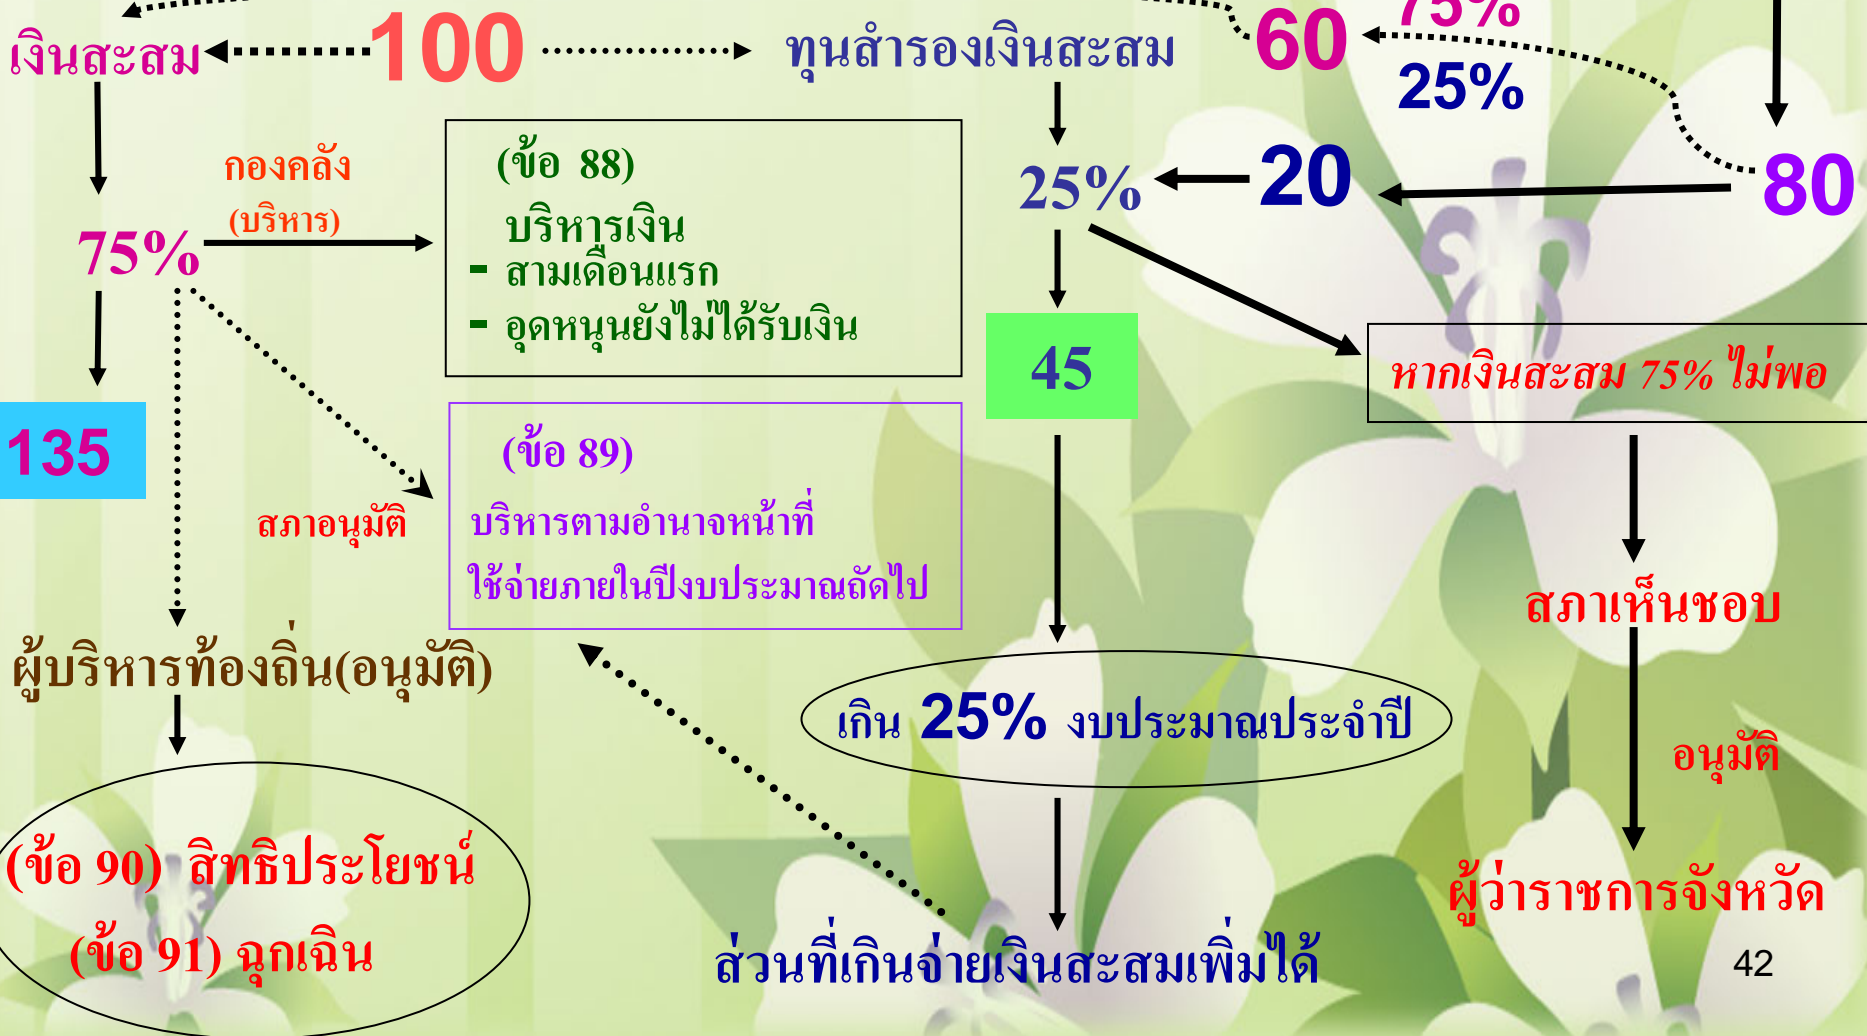 75%
เงินสะสม 100 ทุนสำรองเงินสะสม 60
25%
กองคลัง
(บริหาร)
75%
(ข้อ 88)
บริหารเงิน
- สามเดือนแรก
- อุดหนุนยังไม่ได้รับเงิน
25% 20 80
135
45
หากเงินสะสม 75% ไม่พอ
สภาอนุมัติ
(ข้อ 89)
บริหารตามอำนาจหน้าที่
ใช้จ่ายภายในปีงบประมาณถัดไป
สภาเห็นชอบ
ผู้บริหารท้องถิ่น(อนุมัติ)
เกิน 25% งบประมาณประจำปี
อนุมัติ
(ข้อ 90) สิทธิประโยชน์
(ข้อ 91) ฉุกเฉิน
ส่วนที่เกินจ่ายเงินสะสมเพิ่มได้
ผู้ว่าราชการจังหวัด
42